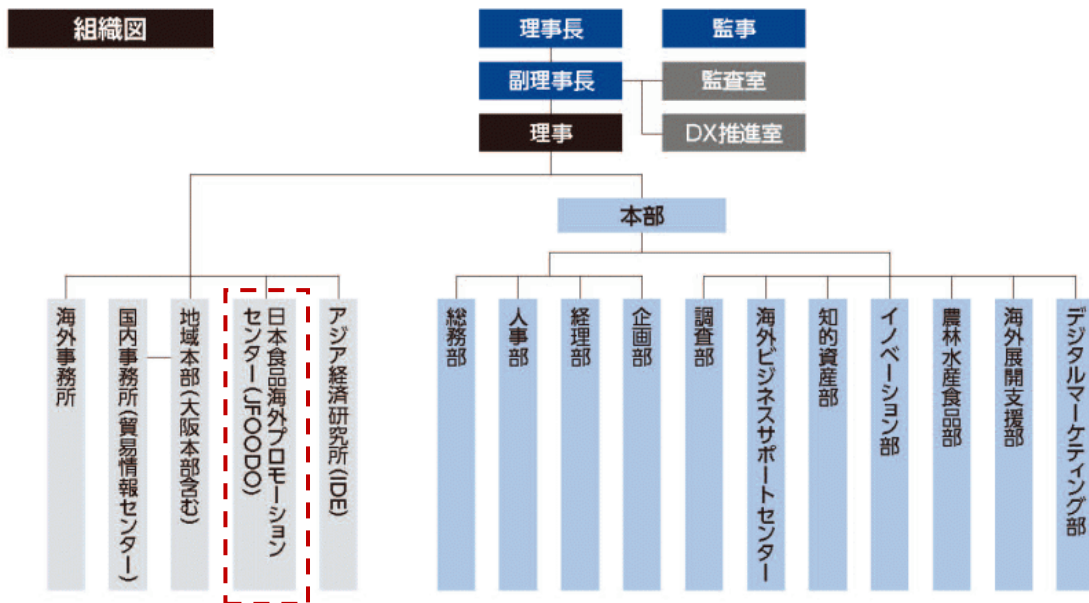 組織図
理事長
監事
副理事長
監査室
理事
DX推進室
本部
海外事務所
国内事務所(貿易情報センター)
地域本部(大阪本部含む)
日本食品海外プロモーション
センター(JFOODO)
アジア経済研究所(IDE)
総務部
人事部
経理部
企画部
調査部
海外ビジネスサポートセンター
知的資産部
イノベーション部
農林水産食品部
海外展開支援部
デジタルマーケティング部